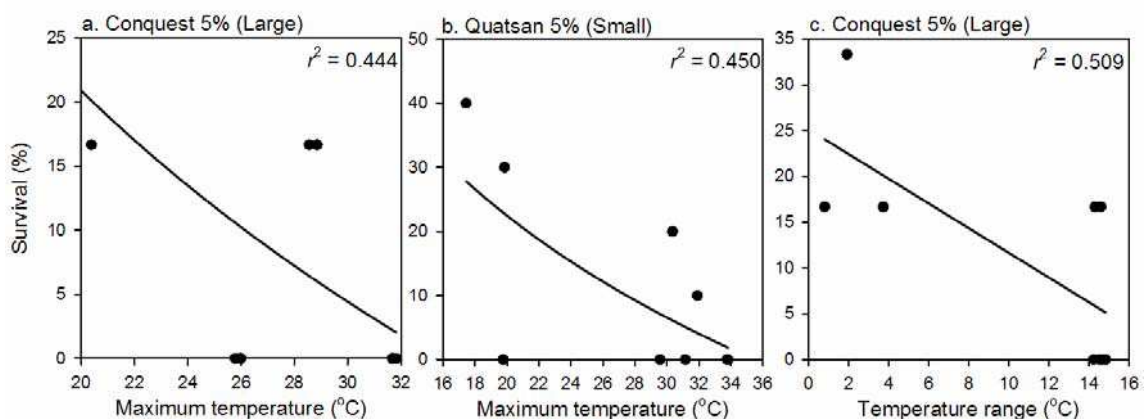 a. Conquest 5% (Large)
r² = 0.444
25
20
15
10
5
0
20 22 24 26 28 30 32
Maximum temperature (°C)
Survival (%)
b. Quatsan 5% (Small)
r² = 0.450
50
40
30
20
10
0
16 18 20 22 24 26 28 30 32 34 36
Maximum temperature (°C)
c. Conquest 5% (Large)
r² = 0.509
35
30
25
20
15
10
5
0
0 2 4 6 8 10 12 14 16
Temperature range (°C)